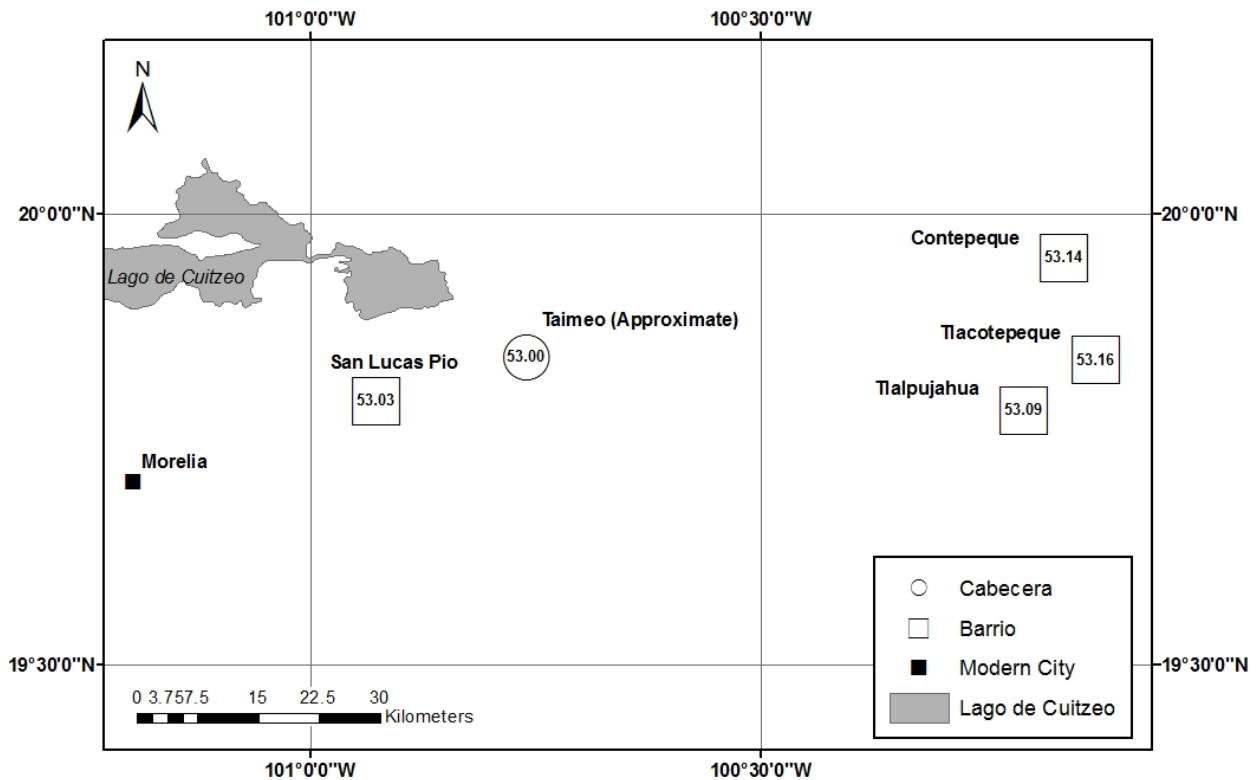 101°0'0"W
100°30'0"W
N
20°0'0"N
20°0'0"N
Contepeque
53.14
Lago de Cuitzeo
Taimeo (Approximate)
53.00
Tlacotepeque
53.16
San Lucas Pio
53.03
Tlalpujahua
53.09
Morelia
Cabecera
Barrio
Modern City
Lago de Cuitzeo
19°30'0"N
19°30'0"N
0 3.757.5 15 22.5 30
Kilometers
101°0'0"W
100°30'0"W